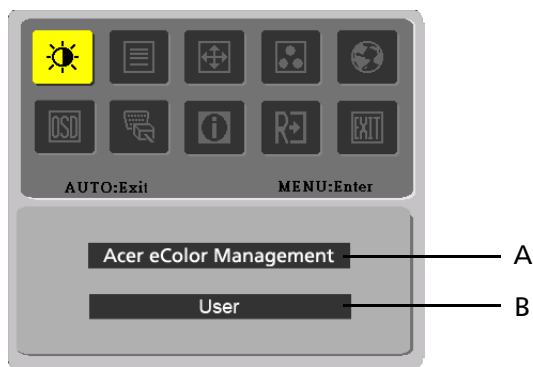 OSD R EXIT
AUTO:Exit MENU:Enter
Acer eColor Management A
User B